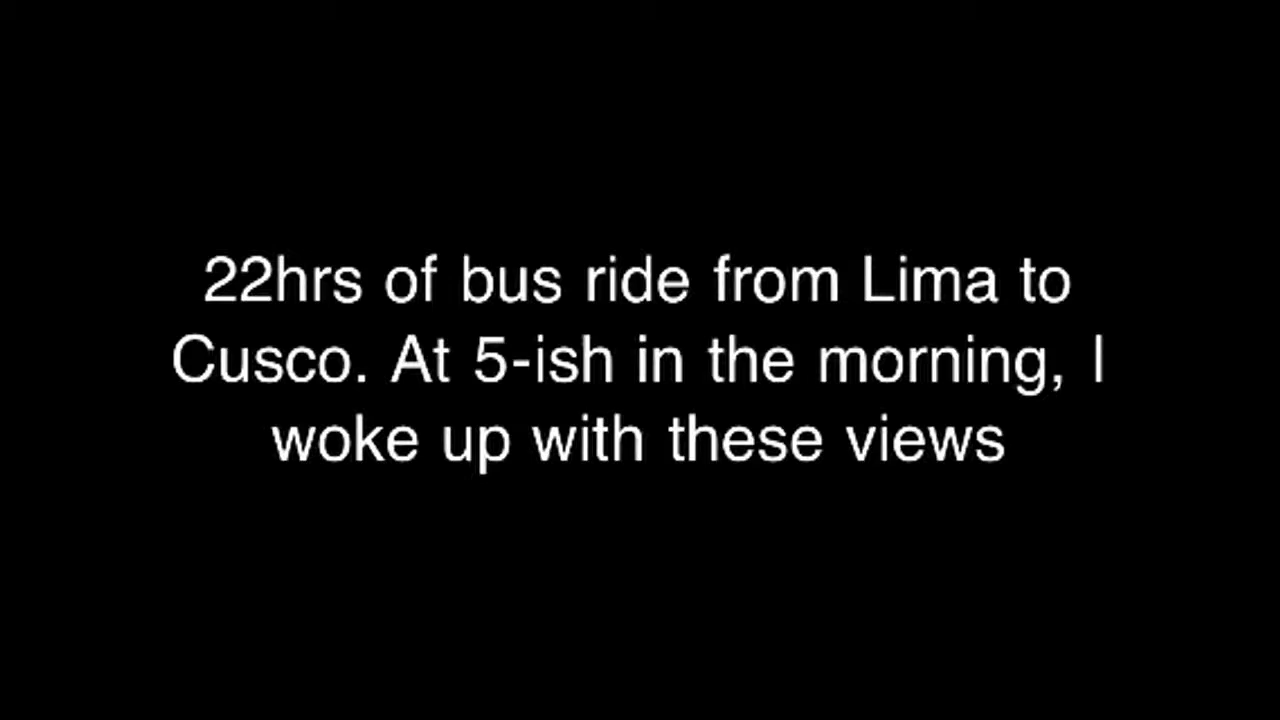 22hrs of bus ride from Lima to
Cusco. At 5-ish in the morning, I
woke up with these views